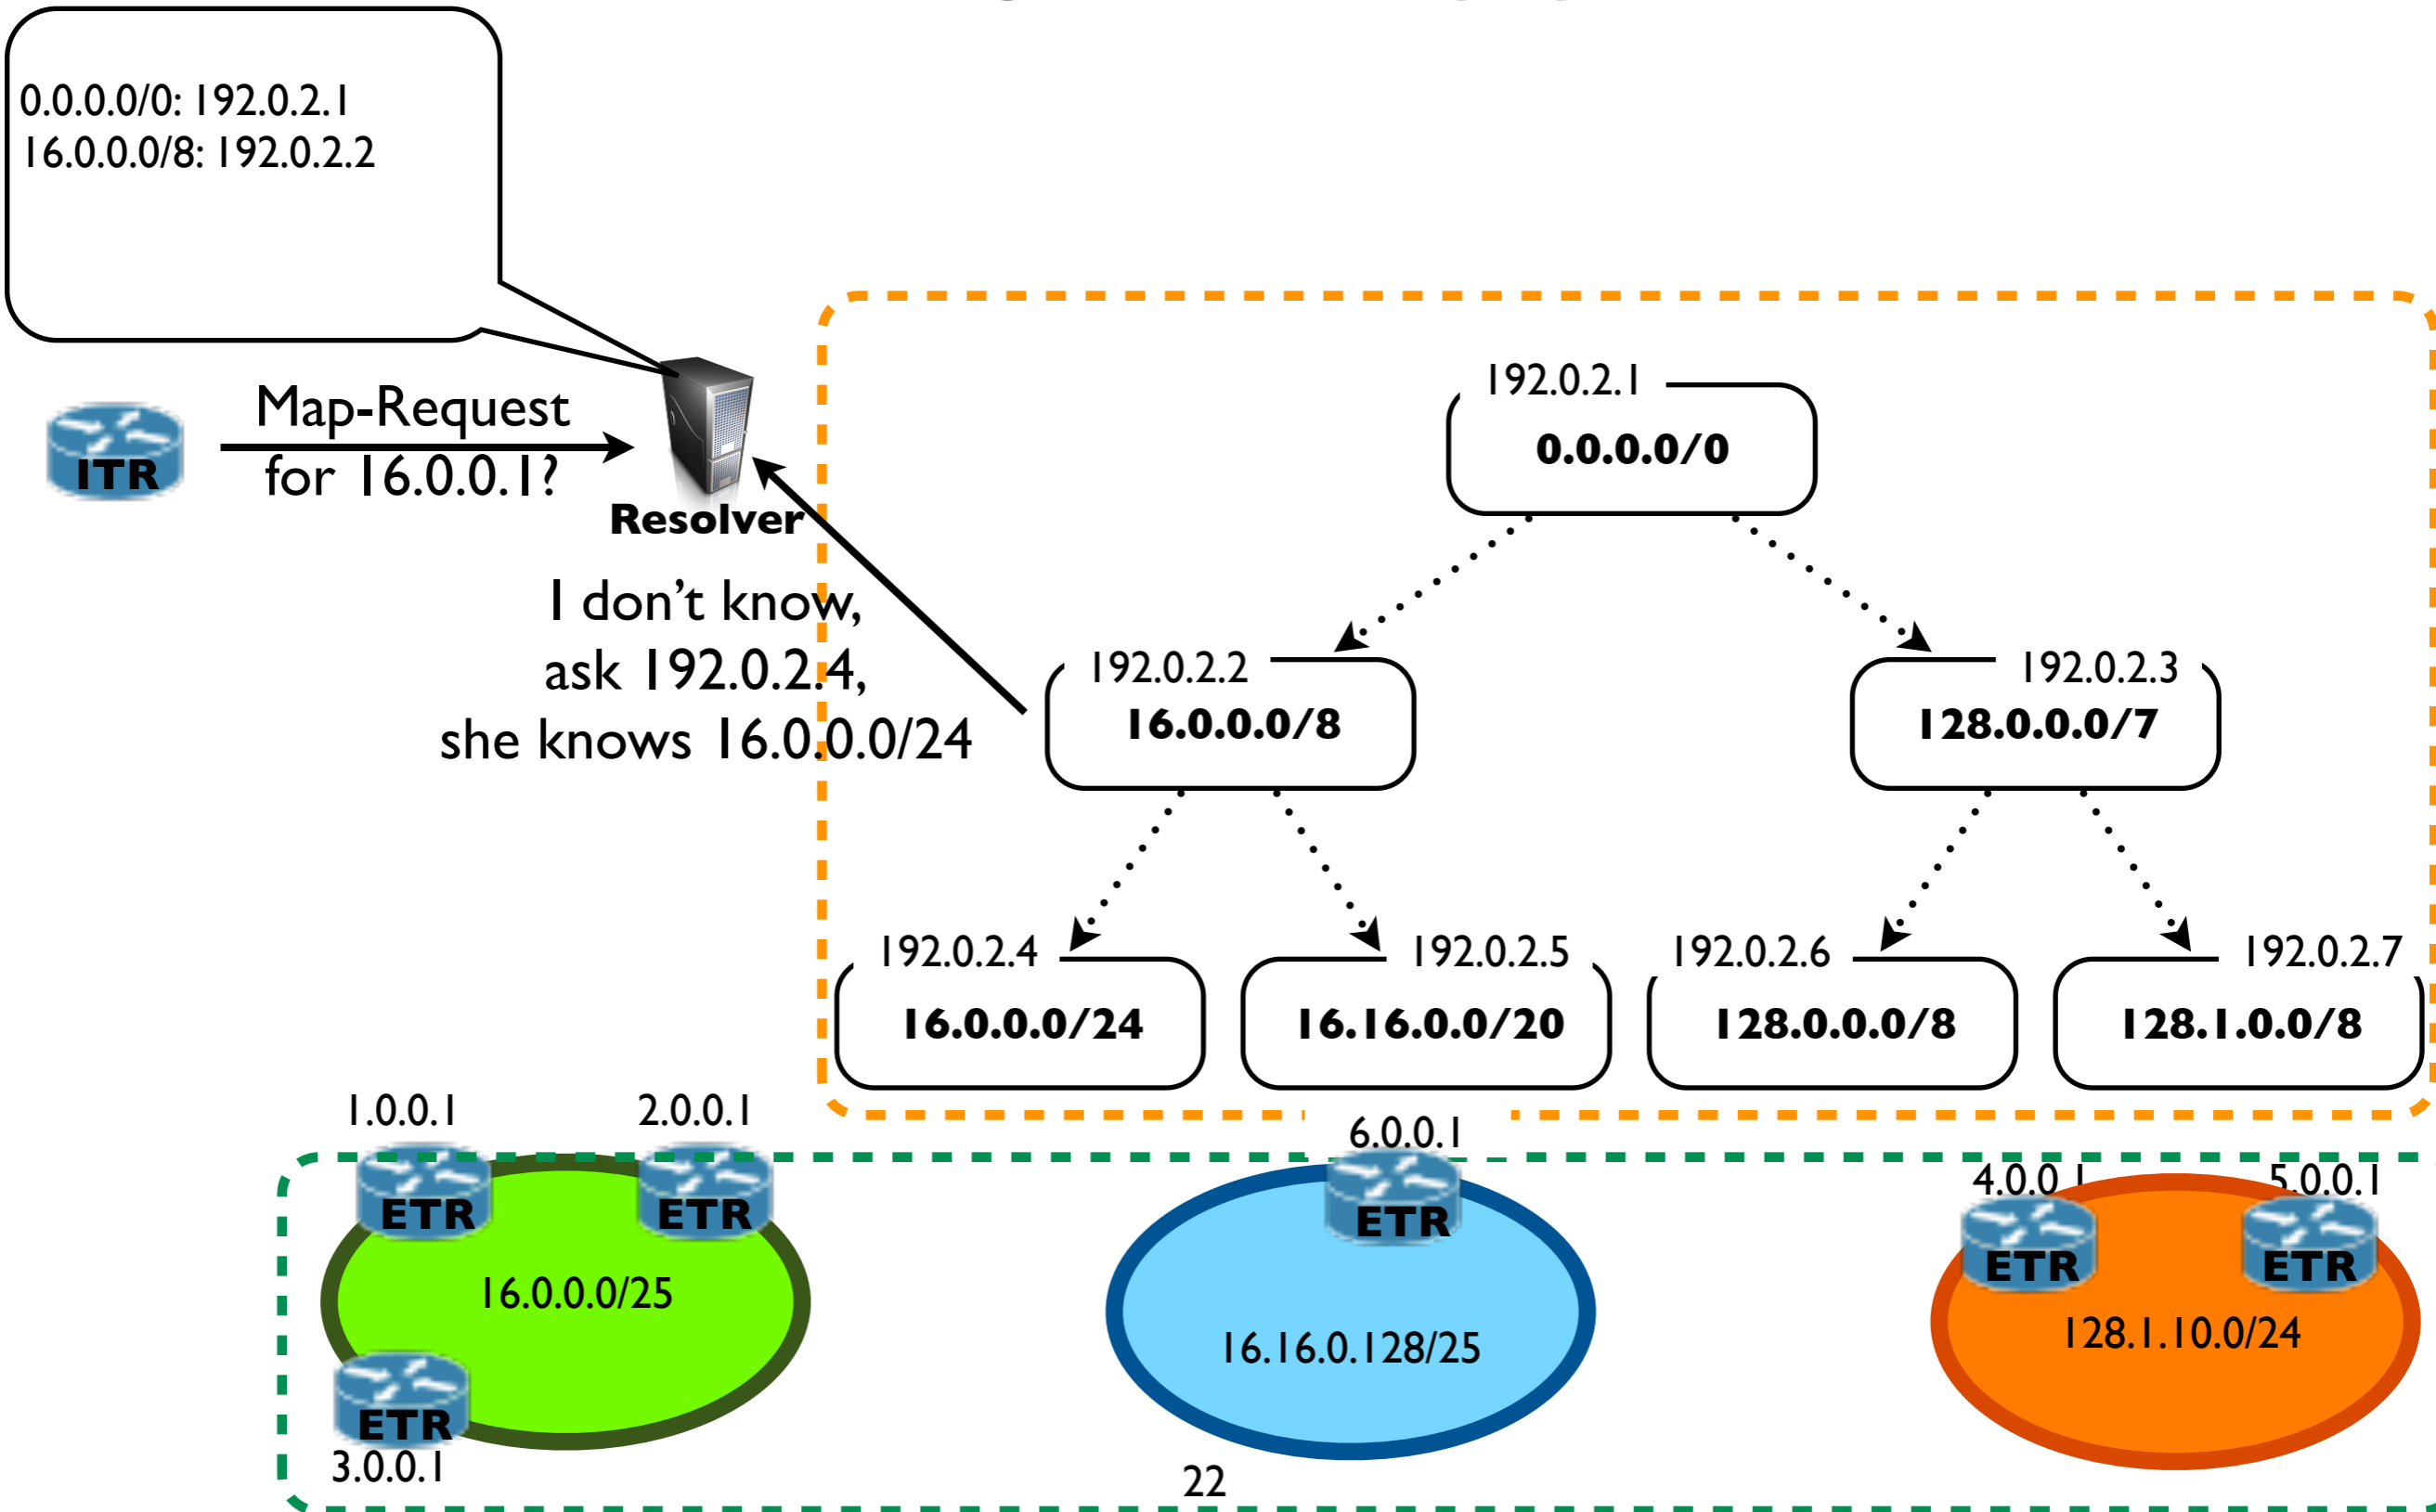 0.0.0.0/0: 192.0.2.1
16.0.0.0/8: 192.0.2.2
Map-Request
for 16.0.0.1?
ITR
Resolver
I don’t know,
ask 192.0.2.4,
she knows 16.0.0.0/24
192.0.2.1
0.0.0.0/0
192.0.2.2
16.0.0.0/8
192.0.2.3
128.0.0.0/7
192.0.2.4
16.0.0.0/24
192.0.2.5
16.16.0.0/20
192.0.2.6
128.0.0.0/8
192.0.2.7
128.1.0.0/8
1.0.0.1
ETR
2.0.0.1
ETR
16.0.0.0/25
ETR
3.0.0.1
6.0.0.1
ETR
16.16.0.128/25
4.0.0.1
ETR
5.0.0.1
ETR
128.1.10.0/24
22